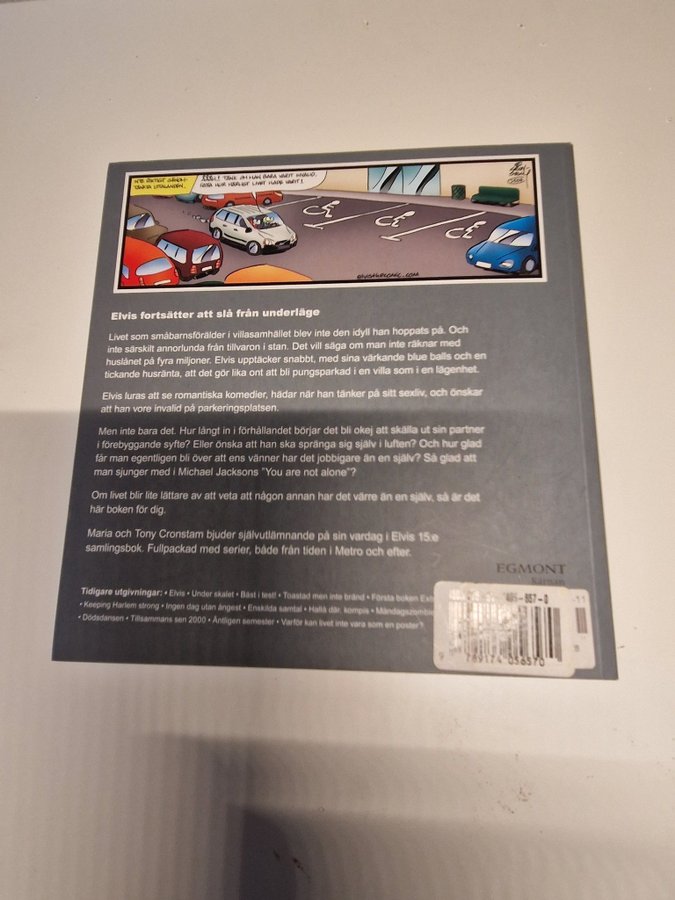 TÄNK OM MAN BARA VARIT INVALID,
ELVISTHECOMIC.COM
Elvis fortsätter att slå från underläge
Livet som småbarnsförälder i villasamhället blev inte den idyll han hoppats på. Och
inte särskilt annorlunda från tillvaron i stan. Det vill säga om man inte räknar med
huslånet på fyra miljoner. Elvis upptäcker snabbt, med sina värkande blue balls och en
tickande husränta, att det gör lika ont att bli pungsparkad i en villa som i en lägenhet.
Elvis luras att se romantiska komedier, hädar när han tänker på sitt sexliv, och önskar
att han vore invalid på parkeringsplatsen.
Men inte bara det. Hur långt in i förhållandet börjar det bli okej att skälla ut sin partner
i förebyggande syfte? Eller önska att han ska spränga sig själv i luften? Och hur glad
får man egentligen bli över att ens vänner har det jobbigare än en själv? Så glad att
man sjunger med i Michael Jacksons "You are not alone"?
Om livet blir lite lättare av att veta att någon annan har det värre än en själv, så är det
här boken för dig.
Maria och Tony Cronstam bjuder självutlämnande på sin vardag i Elvis 15:e
samlingsbok. Fullpackad med serier, både från tiden i Metro och efter.
EGMONT
Kärnan
Tidigare utgivningar: • Elvis • Under skalet • Bäst i test! • Toastad men inte bränd • Första boken
• Keeping Harlem strong • Ingen dag utan ångest • Enskilda samtal • Hallå där, kompis • Måndagszombie
• Dödsdansen • Tillsammans sen 2000 • Äntligen semester • Varför kan livet inte vara som en poster?
9 789174 056570